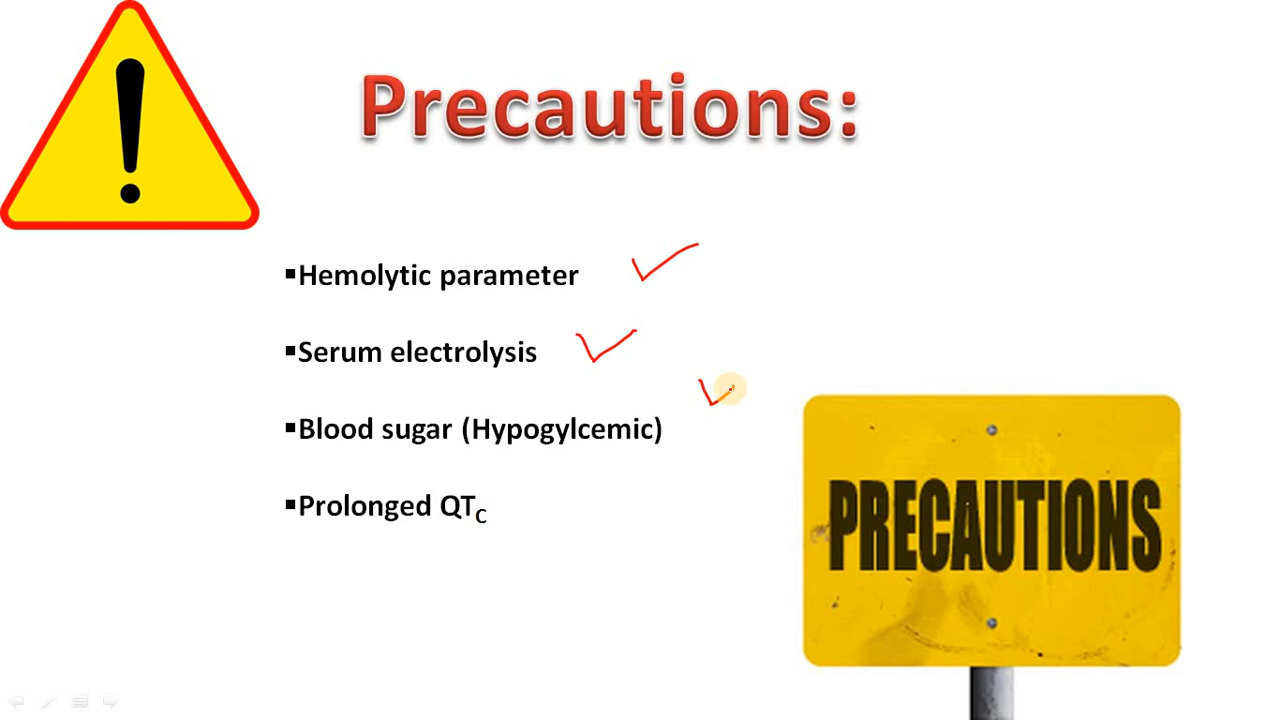 Precautions:
▪Hemolytic parameter
▪Serum electrolysis
▪Blood sugar (Hypogylcemic)
▪Prolonged QTC
PRECAUTIONS